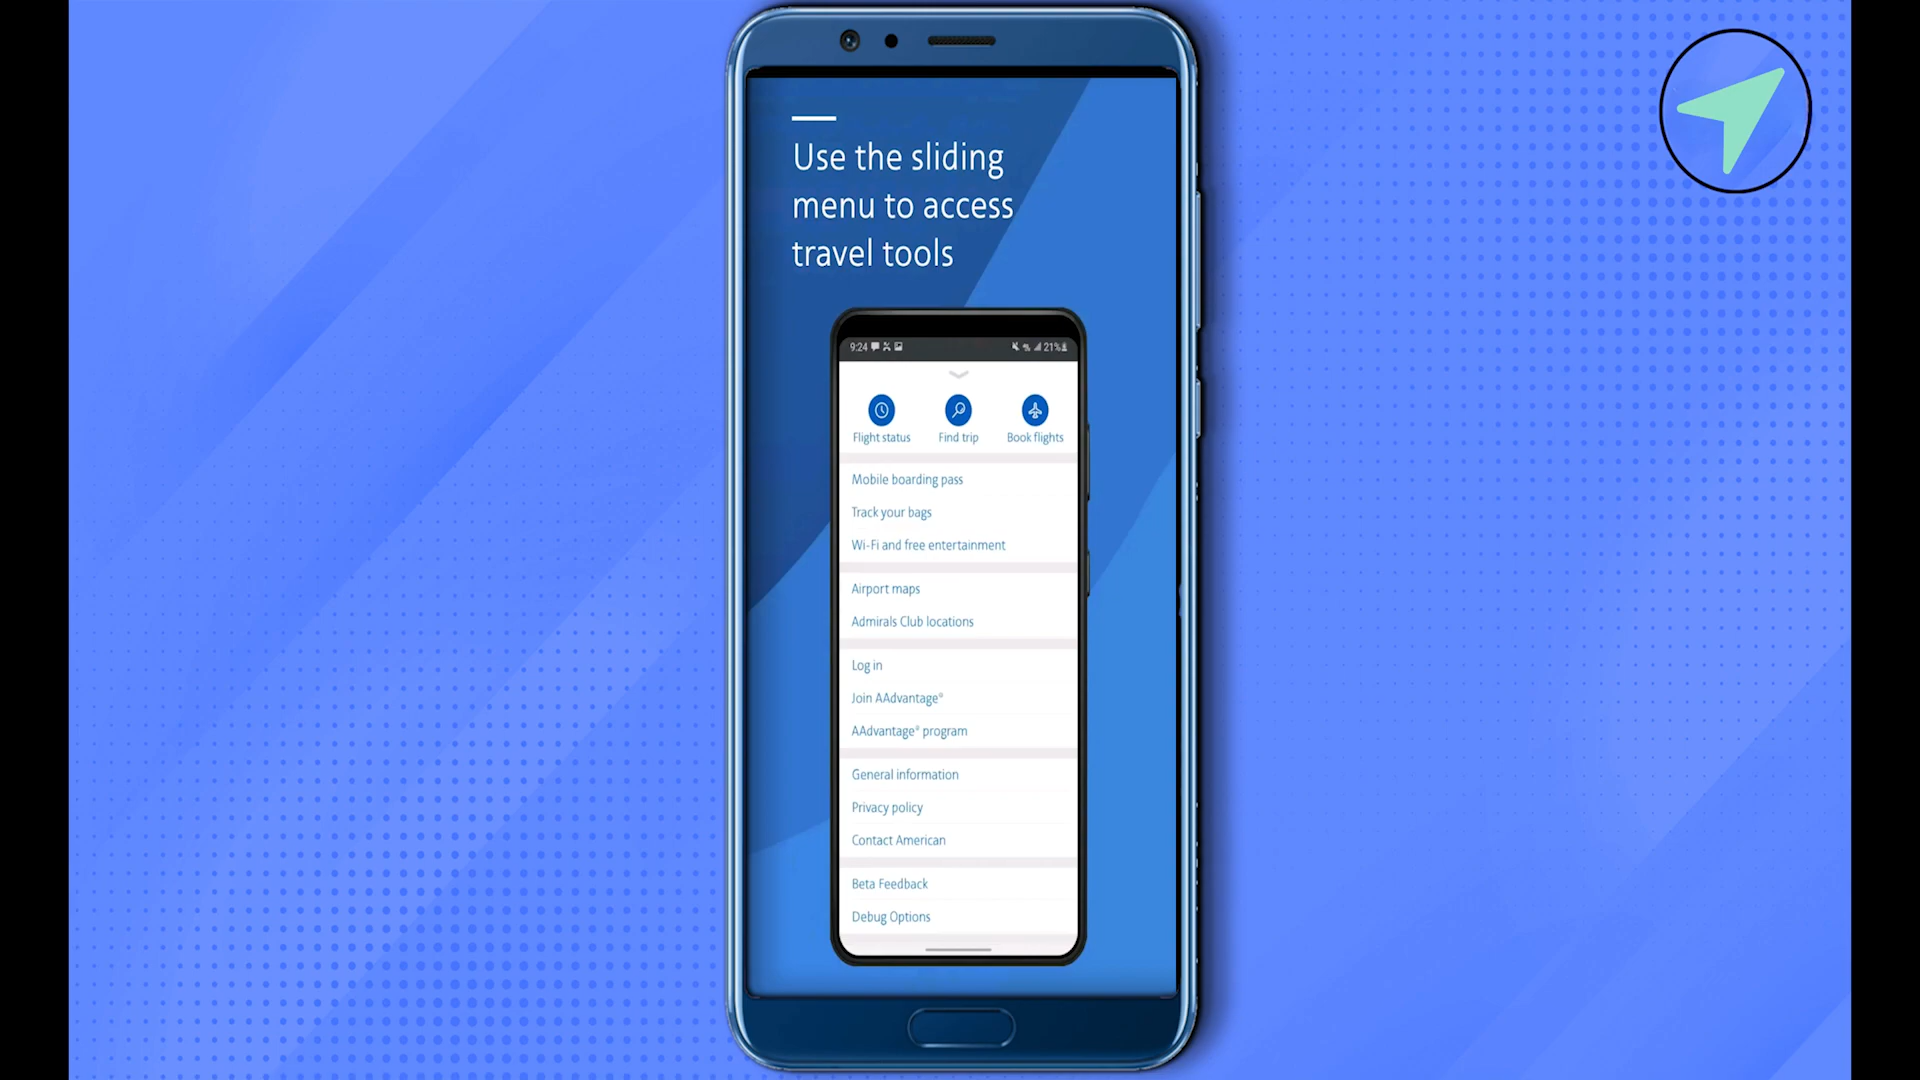 Use the sliding
menu to access
travel tools
9:24 21%
Flight status Find trip Book flights
Mobile boarding pass
Track your bags
Wi-Fi and free entertainment
Airport maps
Admirals Club locations
Log in
Join AAdvantage®
AAdvantage® program
General information
Privacy policy
Contact American
Beta Feedback
Debug Options